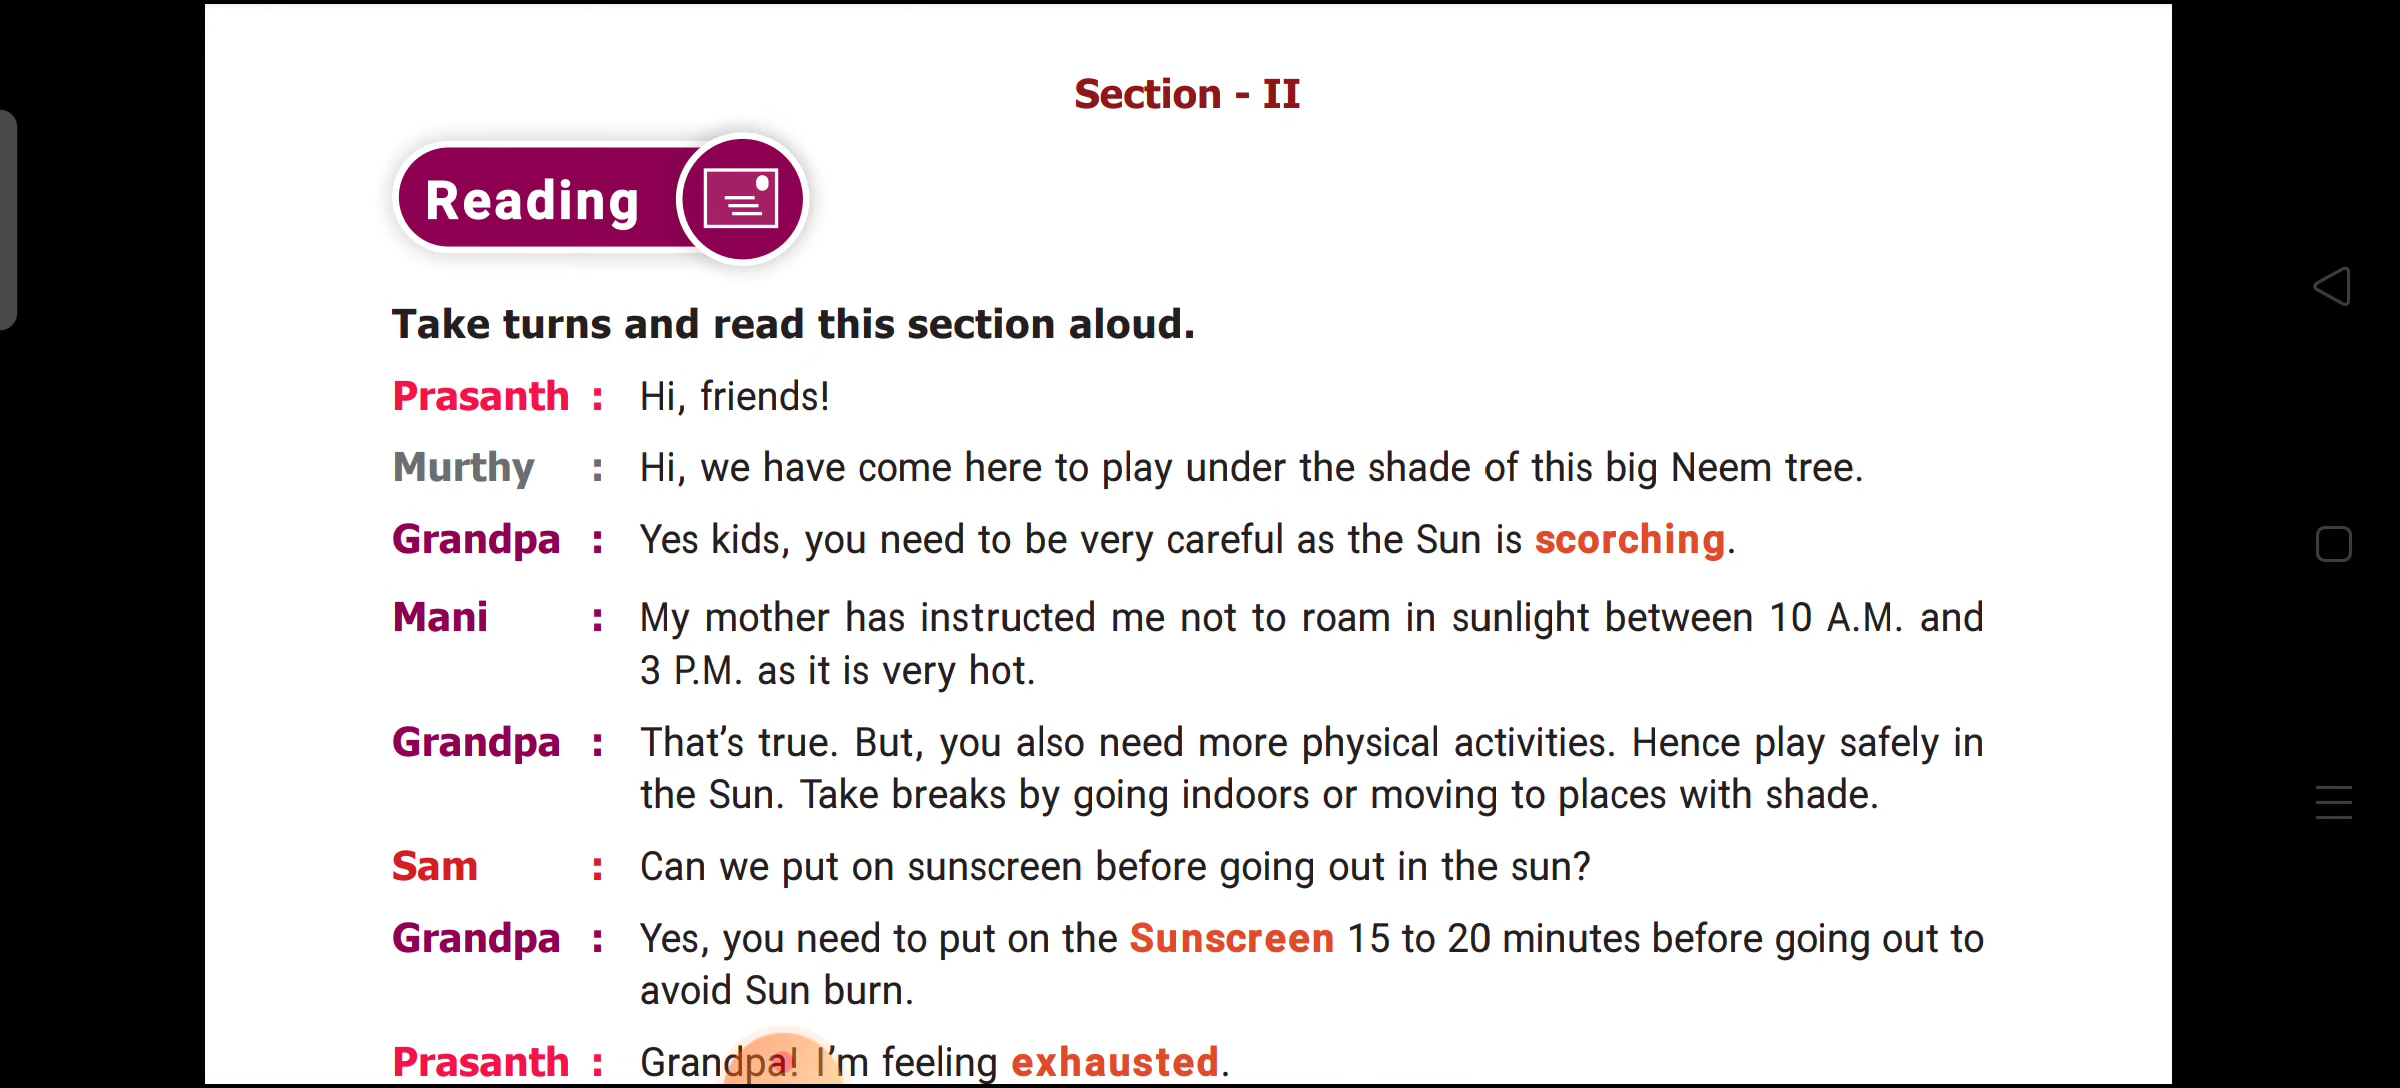 Section - II
Reading
Take turns and read this section aloud.
Prasanth : Hi, friends!
Murthy : Hi, we have come here to play under the shade of this big Neem tree.
Grandpa : Yes kids, you need to be very careful as the Sun is scorching.
Mani : My mother has instructed me not to roam in sunlight between 10 A.M. and
3 P.M. as it is very hot.
Grandpa : That's true. But, you also need more physical activities. Hence play safely in
the Sun. Take breaks by going indoors or moving to places with shade.
Sam : Can we put on sunscreen before going out in the sun?
Grandpa : Yes, you need to put on the Sunscreen 15 to 20 minutes before going out to
avoid Sun burn.
Prasanth : Grandpa! I'm feeling exhausted.